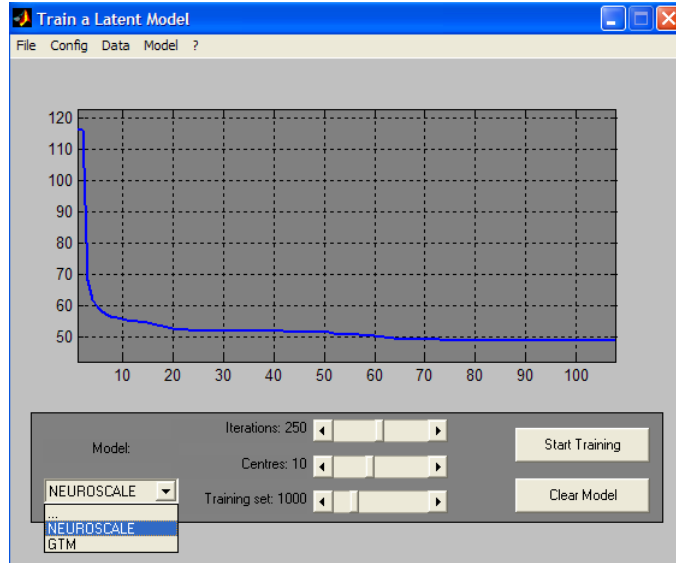 Train a Latent Model
File Config Data Model ?
120
110
100
90
80
70
60
50
10 20 30 40 50 60 70 80 90 100
Model:
NEUROSCALE
...
NEUROSCALE
GTM
Iterations: 250
Centres: 10
Training set: 1000
Start Training
Clear Model